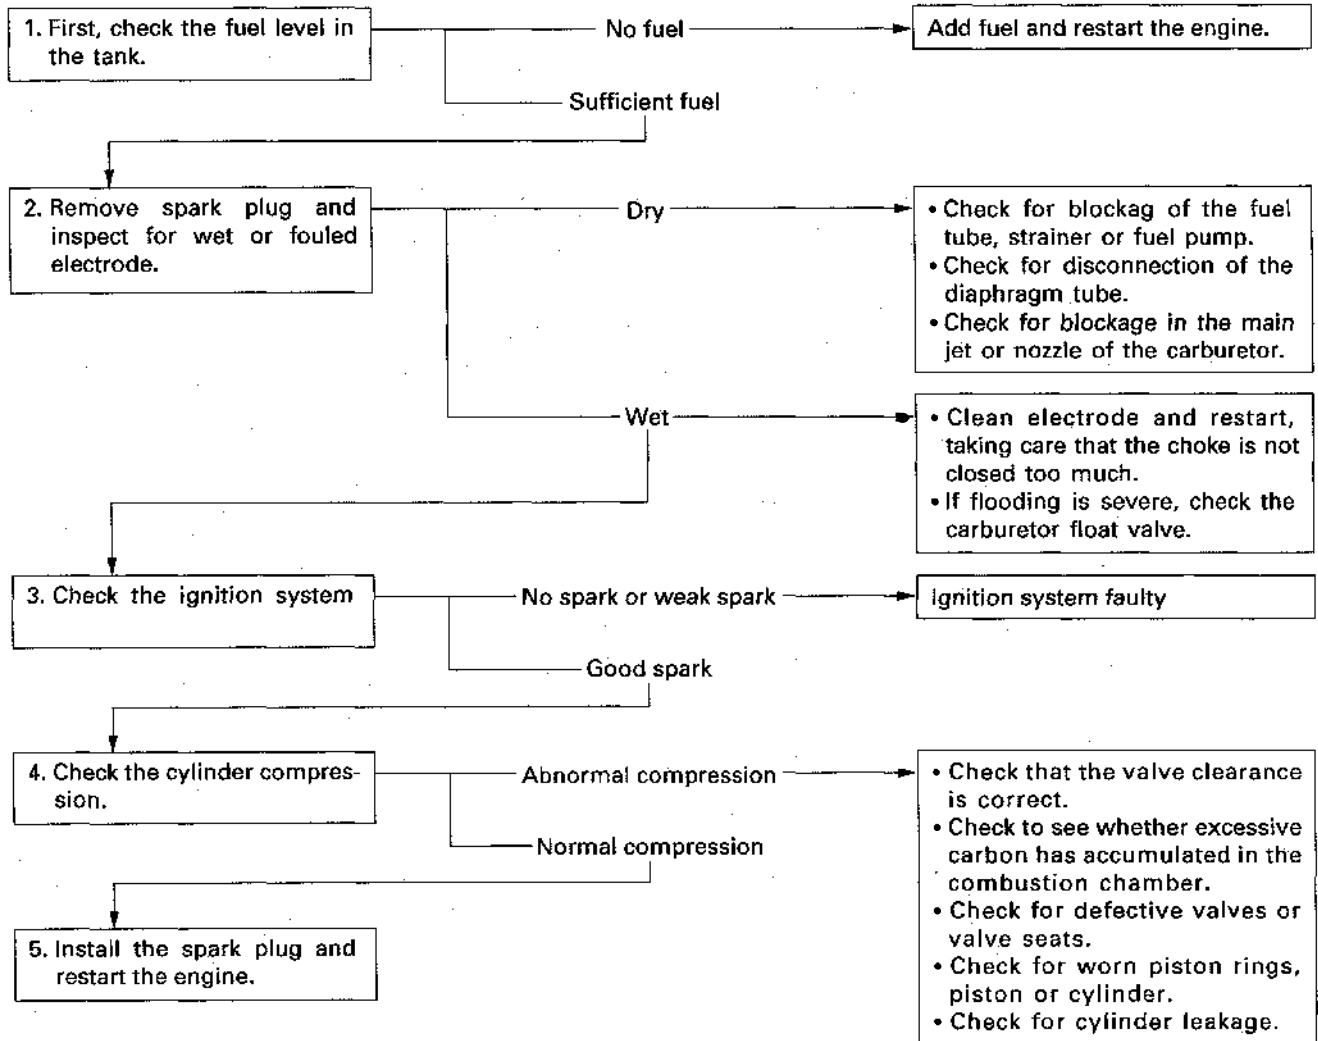 1. First, check the fuel level in
the tank.
No fuel
Add fuel and restart the engine.
Sufficient fuel
2. Remove spark plug and
inspect for wet or fouled
electrode.
Dry
• Check for blockag of the fuel
tube, strainer or fuel pump.
• Check for disconnection of the
diaphragm tube.
• Check for blockage in the main
jet or nozzle of the carburetor.
Wet
• Clean electrode and restart,
taking care that the choke is not
closed too much.
• If flooding is severe, check the
carburetor float valve.
3. Check the ignition system
No spark or weak spark
Ignition system faulty
Good spark
4. Check the cylinder compres-
sion.
Abnormal compression
• Check that the valve clearance
is correct.
• Check to see whether excessive
carbon has accumulated in the
combustion chamber.
• Check for defective valves or
valve seats.
• Check for worn piston rings,
piston or cylinder.
• Check for cylinder leakage.
Normal compression
5. Install the spark plug and
restart the engine.